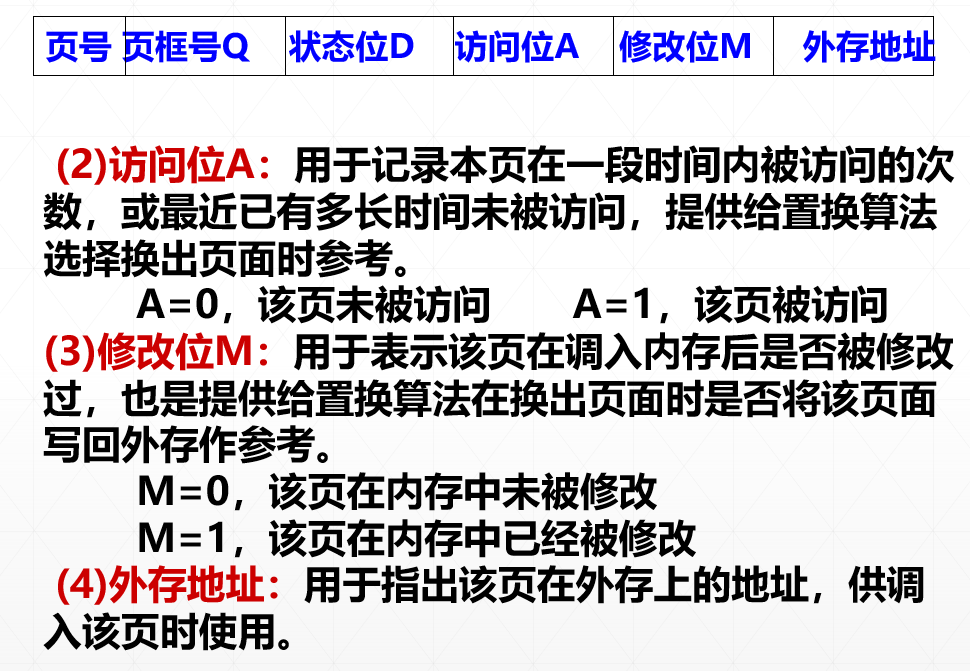 页号 页框号Q 状态位D 访问位A 修改位M 外存地址
(2)访问位A：用于记录本页在一段时间内被访问的次
数，或最近已有多长时间未被访问，提供给置换算法
选择换出页面时参考。
A=0，该页未被访问 A=1，该页被访问
(3)修改位M：用于表示该页在调入内存后是否被修改
过，也是提供给置换算法在换出页面时是否将该页面
写回外存作参考。
M=0，该页在内存中未被修改
M=1，该页在内存中已经被修改
(4)外存地址：用于指出该页在外存上的地址，供调
入该页时使用。